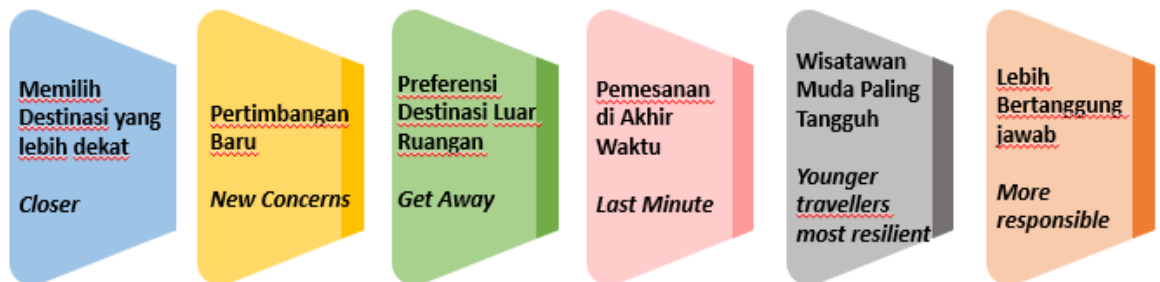 Memilih
Destinasi yang
lebih dekat
Closer
Pertimbangan
Baru
New Concerns
Preferensi
Destinasi Luar
Ruangan
Get Away
Pemesanan
di Akhir
Waktu
Last Minute
Wisatawan
Muda Paling
Tangguh
Younger
travellers
most resilient
Lebih
Bertanggung
jawab
More
responsible